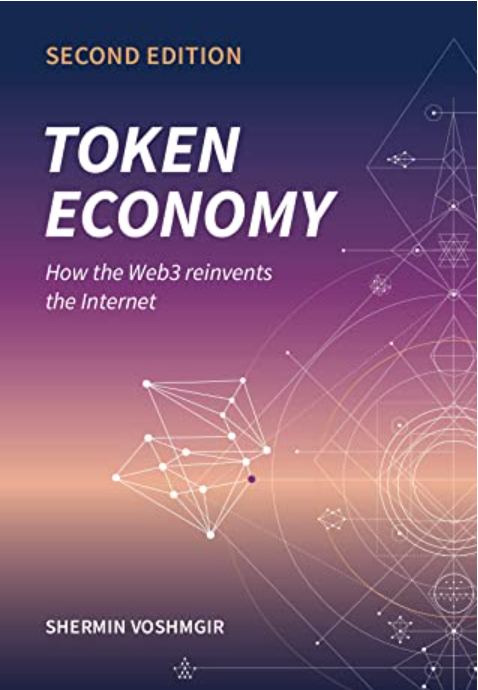 SECOND EDITION
TOKEN
ECONOMY
How the Web3 reinvents
the Internet
SHERMIN VOSHMGIR